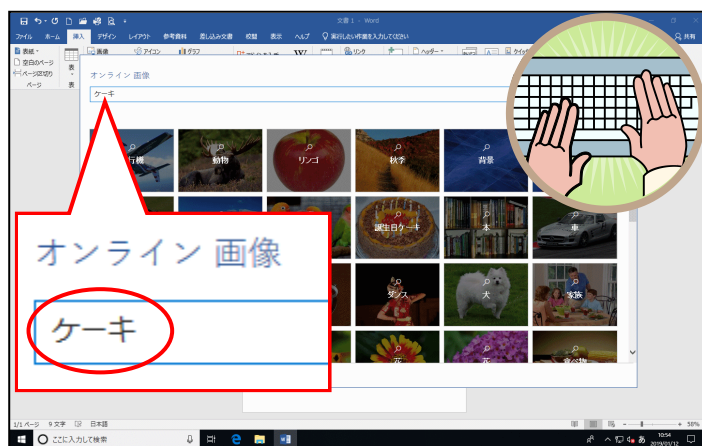 文書 1 - Word
ファイル ホーム 挿入 デザイン レイアウト 参考資料 差し込み文書 校閲 表示 ヘルプ 実行したい作業を入力してください
共有
表紙 画像 アイコン グラフ リンク ヘッダー
空白のページ
ページ区切り
表
ページ 表
オンライン 画像
ケーキ
行機 動物 リンゴ 秋季 背景
誕生日ケーキ 本 車
ダンス 犬 家族
花 花 食べ物
オンライン 画像
ケーキ
1/1 ページ 9 文字 日本語
58%
ここに入力して検索
あ
10:54
2019/01/12